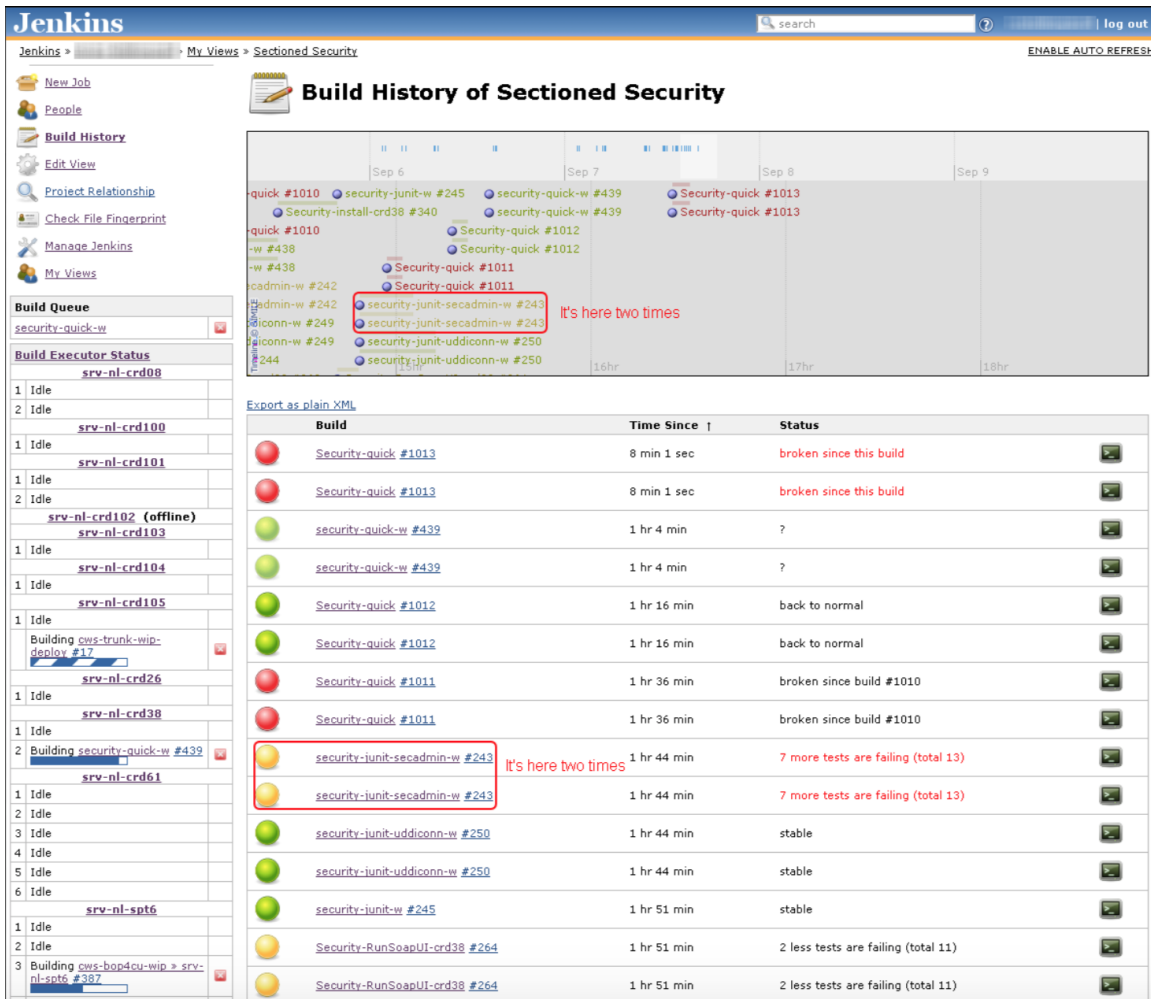 Jenkins
search
| log out
Jenkins » » My Views » Sectioned Security
ENABLE AUTO REFRESH
New Job
People
Build History
Edit View
Project Relationship
Check File Fingerprint
Manage Jenkins
My Views
Build Queue
security-quick-w
Build Executor Status
srv-nl-crd08
1 Idle
2 Idle
srv-nl-crd100
1 Idle
srv-nl-crd101
1 Idle
2 Idle
srv-nl-crd102 (offline)
srv-nl-crd103
1 Idle
srv-nl-crd104
1 Idle
srv-nl-crd105
1 Idle
Building cws-trunk-wip-
deploy #17
srv-nl-crd26
1 Idle
srv-nl-crd38
1 Idle
2 Building security-quick-w #439
srv-nl-crd61
1 Idle
2 Idle
3 Idle
4 Idle
5 Idle
6 Idle
srv-nl-spt6
1 Idle
2 Idle
3 Building cws-bop4cu-wip » srv-
nl-spt6 #387
Build History of Sectioned Security
Sep 6 Sep 7 Sep 8 Sep 9
-quick #1010 security-junit-w #245 security-quick-w #439 Security-quick #1013
Security-install-crd38 #340 security-quick-w #439 Security-quick #1013
-quick #1010 Security-quick #1012
-w #438 Security-quick #1012
-w #438 Security-quick #1011
ecadmin-w #242 Security-quick #1011
ecadmin-w #242 security-junit-secadmin-w #243 It's here two times
diconn-w #249 security-junit-secadmin-w #243
diconn-w #249 security-junit-uddiconn-w #250
#244 security-junit-uddiconn-w #250
15hr 16hr 17hr 18hr
Timeline © SIMILE
Export as plain XML
Build Time Since ↑ Status
Security-quick #1013 8 min 1 sec broken since this build
Security-quick #1013 8 min 1 sec broken since this build
security-quick-w #439 1 hr 4 min ?
security-quick-w #439 1 hr 4 min ?
Security-quick #1012 1 hr 16 min back to normal
Security-quick #1012 1 hr 16 min back to normal
Security-quick #1011 1 hr 36 min broken since build #1010
Security-quick #1011 1 hr 36 min broken since build #1010
security-junit-secadmin-w #243 It's here two times 1 hr 44 min 7 more tests are failing (total 13)
security-junit-secadmin-w #243 1 hr 44 min 7 more tests are failing (total 13)
security-junit-uddiconn-w #250 1 hr 44 min stable
security-junit-uddiconn-w #250 1 hr 44 min stable
security-junit-w #245 1 hr 51 min stable
Security-RunSoapUI-crd38 #264 1 hr 51 min 2 less tests are failing (total 11)
Security-RunSoapUI-crd38 #264 1 hr 51 min 2 less tests are failing (total 11)